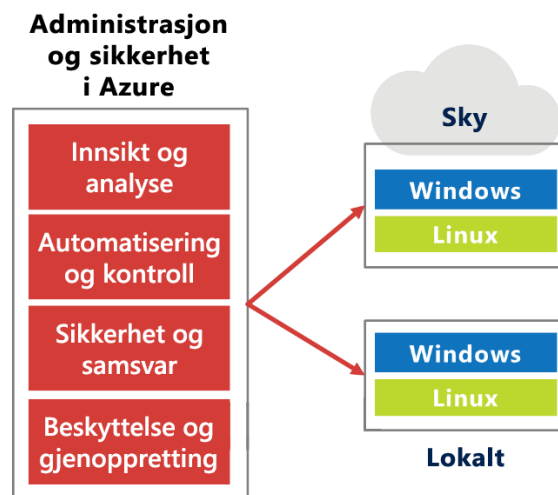 Administrasjon
og sikkerhet
i Azure
Innsikt og
analyse
Automatisering
og kontroll
Sikkerhet og
samsvar
Beskyttelse og
gjenoppretting
Sky
Windows
Linux
Windows
Linux
Lokalt